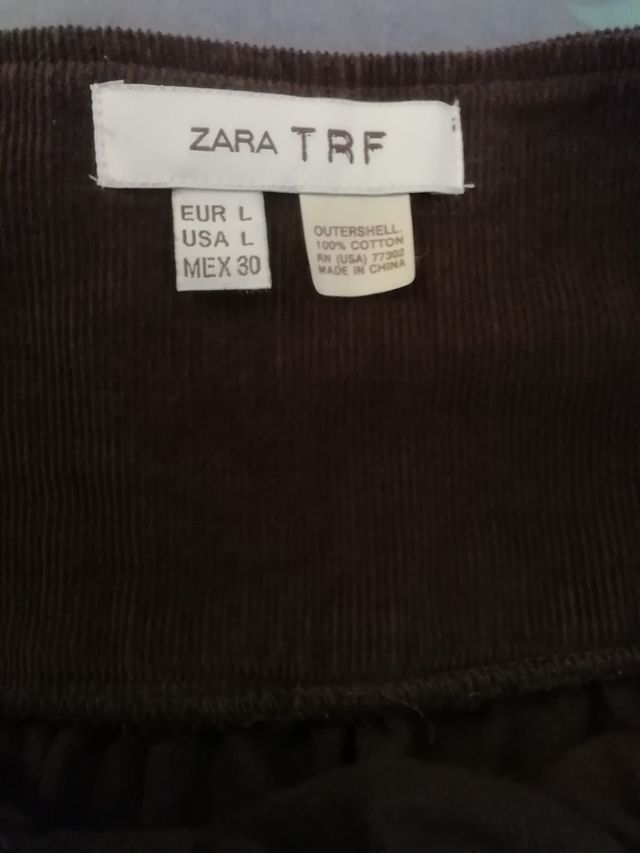 ZARA TRF
EUR L
USA L
MEX 30
OUTERSHELL.
100% COTTON
RN (USA) 77302
MADE IN CHINA